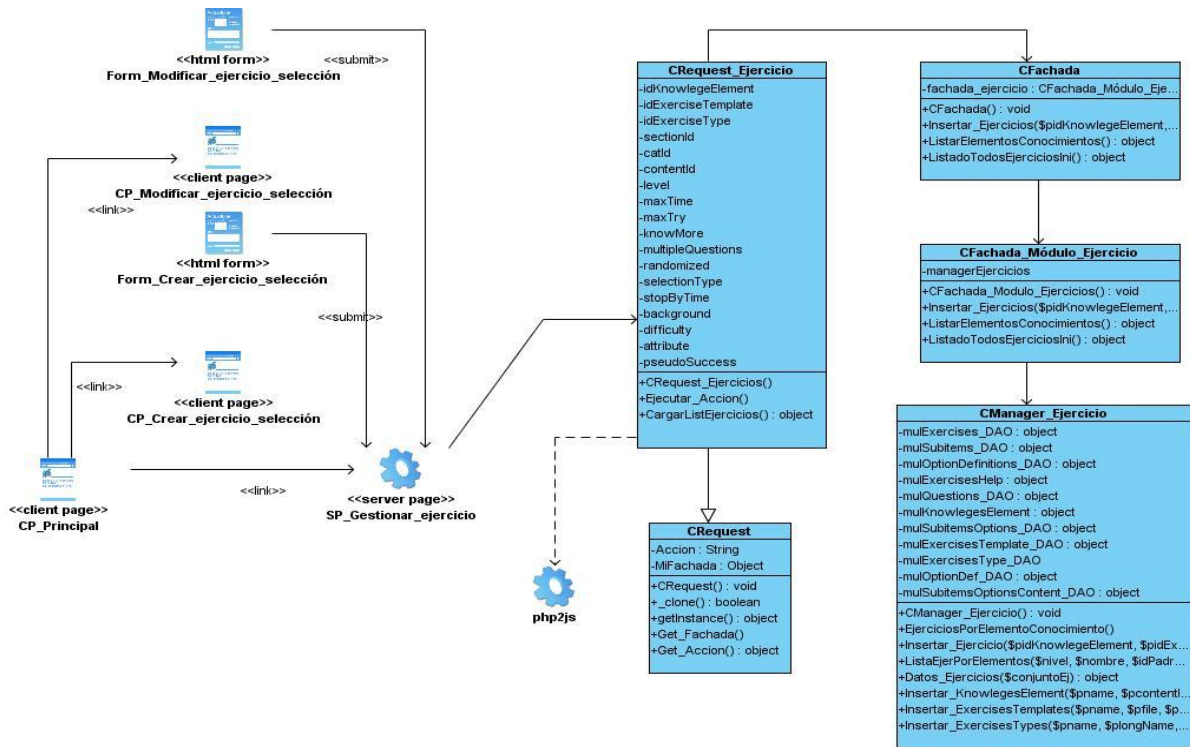 <<html form>>
Form_Modificar_ejercicio_selección
<<submit>>
<<client page>>
CP_Modificar_ejercicio_selección
<<link>>
<<html form>>
Form_Crear_ejercicio_selección
<<submit>>
<<link>>
<<client page>>
CP_Crear_ejercicio_selección
<<client page>>
CP_Principal
<<link>>
<<server page>>
SP_Gestionar_ejercicio
CRequest_Ejercicio
-idKnowlegeElement
-idExerciseTemplate
-idExerciseType
-sectionId
-catId
-contentId
-level
-maxTime
-maxTry
-knowMore
-multipleQuestions
-randomized
-selectionType
-stopByTime
-background
-difficulty
-attribute
-pseudoSuccess
+CRequest_Ejercicios()
+Ejecutar_Accion()
+CargarListEjercicios() : object
php2js
CRequest
-Accion : String
-MiFachada : Object
+CRequest() : void
+_clone() : boolean
+getInstance() : object
+Get_Fachada()
+Get_Accion() : object
CFachada
-fachada_ejercicio : CFachada_Módulo_Eje...
+CFachada() : void
+Insertar_Ejercicios($pidKnowlegeElement,...
+ListarElementosConocimientos() : object
+ListadoTodosEjerciciosIni() : object
CFachada_Módulo_Ejercicio
-managerEjercicios
+CFachada_Modulo_Ejercicios() : void
+Insertar_Ejercicios($pidKnowlegeElement,...
+ListarElementosConocimientos() : object
+ListadoTodosEjerciciosIni() : object
CManager_Ejercicio
-mulExercises_DAO : object
-mulSubitems_DAO : object
-mulOptionDefinitions_DAO : object
-mulExercisesHelp : object
-mulQuestions_DAO : object
-mulKnowlegesElement : object
-mulSubitemsOptions_DAO : object
-mulExercisesTemplate_DAO : object
-mulExercisesType_DAO
-mulOptionDef_DAO : object
-mulSubitemsOptionsContent_DAO : object
+CManager_Ejercicio() : void
+EjerciciosPorElementoConocimiento()
+Insertar_Ejercicio($pidKnowlegeElement, $pidEx...
+ListaEjerPorElementos($nivel, $nombre, $idPadr...
+Datos_Ejercicios($conjuntoEj) : object
+Insertar_KnowlegesElement($pname, $pcontentI...
+Insertar_ExercisesTemplates($pname, $pfile, $p...
+Insertar_ExercisesTypes($pname, $plongName,...